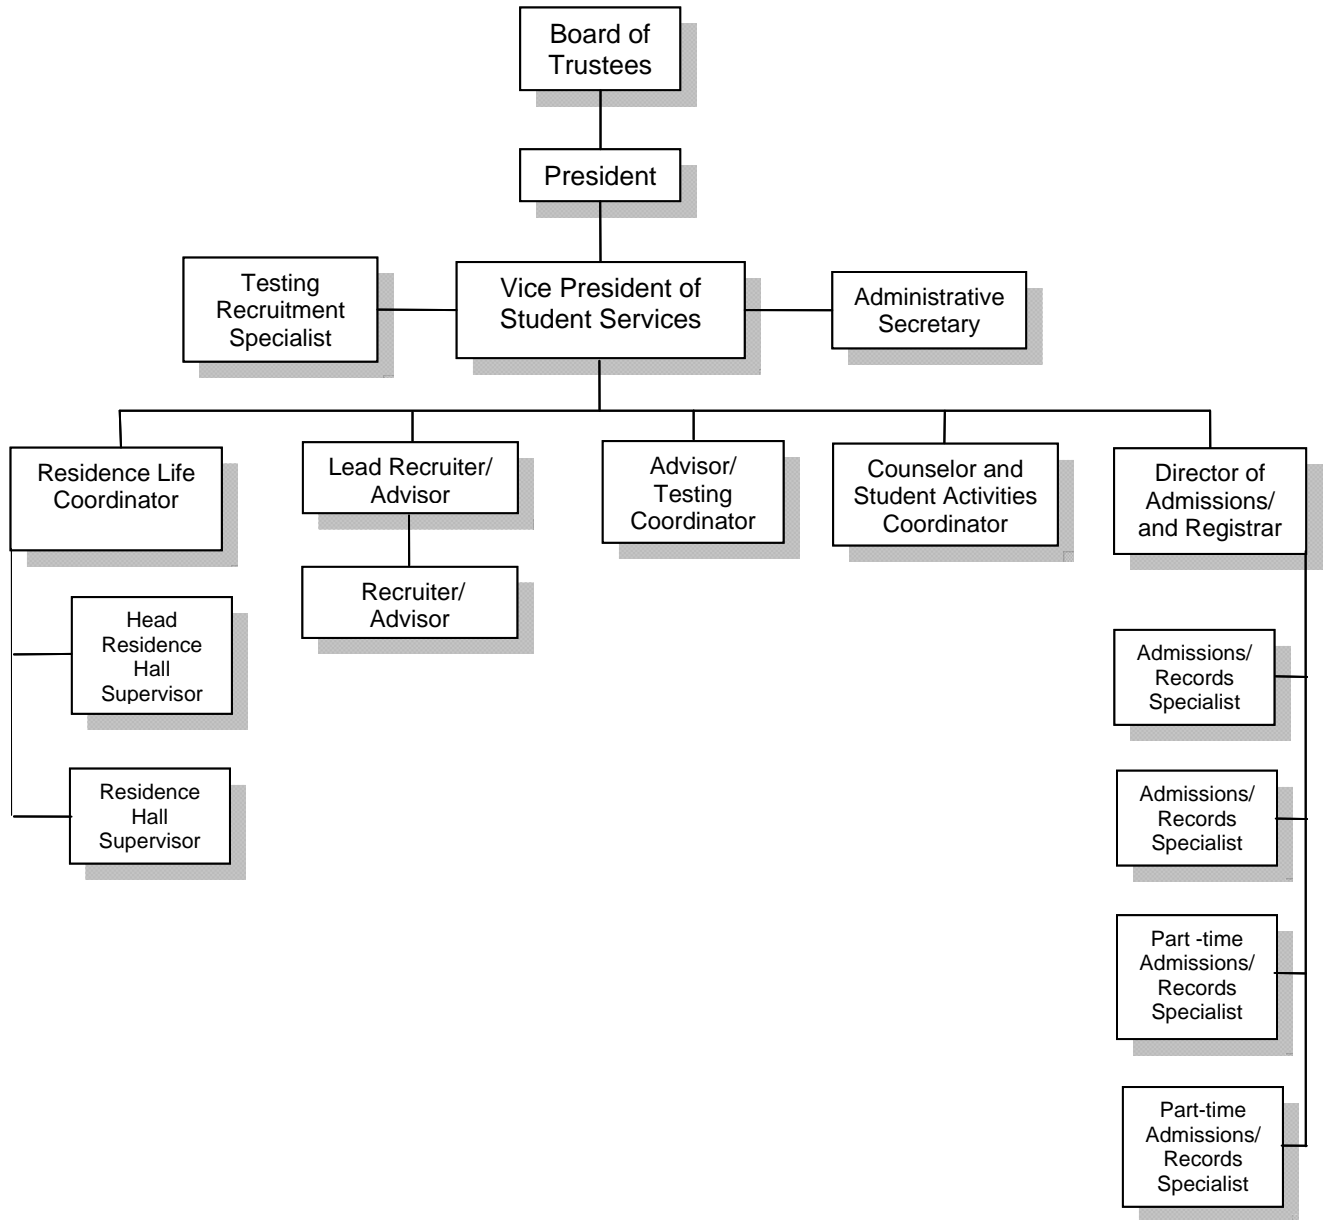 Board of
Trustees
President
Testing
Recruitment
Specialist
Vice President of
Student Services
Administrative
Secretary
Residence Life
Coordinator
Lead Recruiter/
Advisor
Advisor/
Testing
Coordinator
Counselor and
Student Activities
Coordinator
Director of
Admissions/
and Registrar
Recruiter/
Advisor
Head
Residence
Hall
Supervisor
Residence
Hall
Supervisor
Admissions/
Records
Specialist
Admissions/
Records
Specialist
Part -time
Admissions/
Records
Specialist
Part-time
Admissions/
Records
Specialist